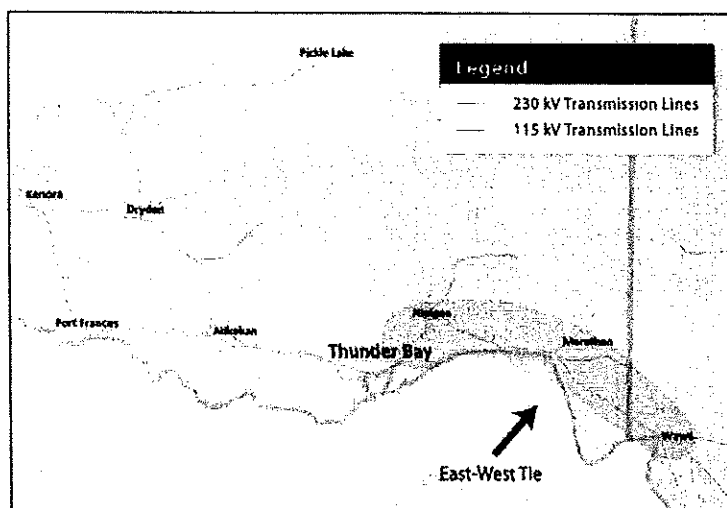 Pickle Lake
Legend
230 kV Transmission Lines
115 kV Transmission Lines
Kenora
Dryden
Nipigon
Fort Frances
Atikokan
Marathon
Thunder Bay
Wawa
East-West Tie